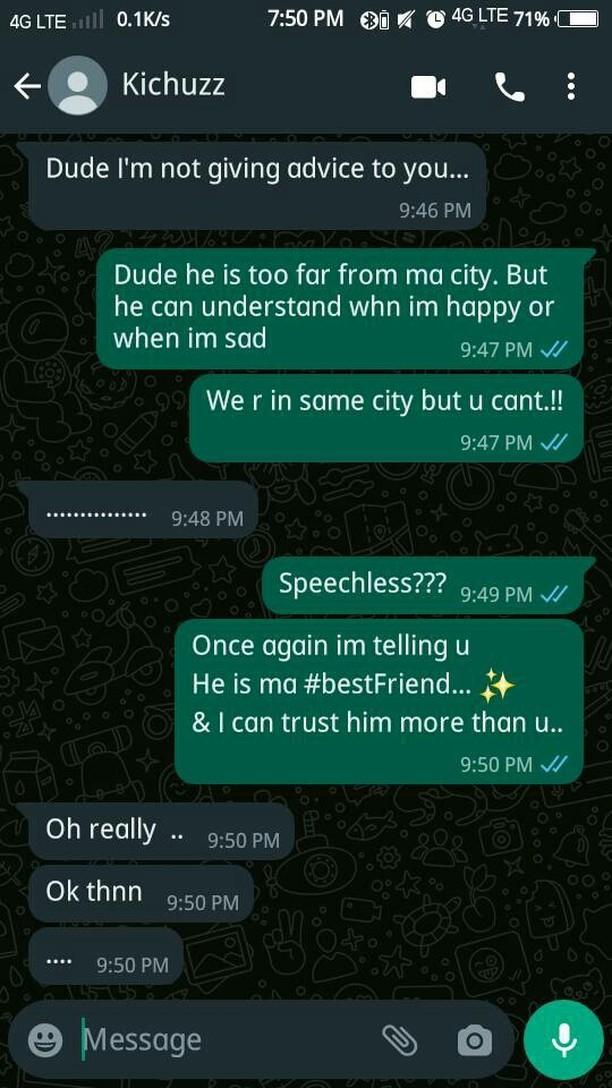 4G LTE 0.1K/s 7:50 PM 4G LTE 71%
Kichuzz
Dude I'm not giving advice to you...
9:46 PM
Dude he is too far from ma city. But
he can understand whn im happy or
when im sad 9:47 PM
We r in same city but u cant.!!
9:47 PM
............... 9:48 PM
Speechless??? 9:49 PM
Once again im telling u
He is ma #bestFriend... ✨
& I can trust him more than u..
9:50 PM
Oh really .. 9:50 PM
Ok thnn 9:50 PM
.... 9:50 PM
Message